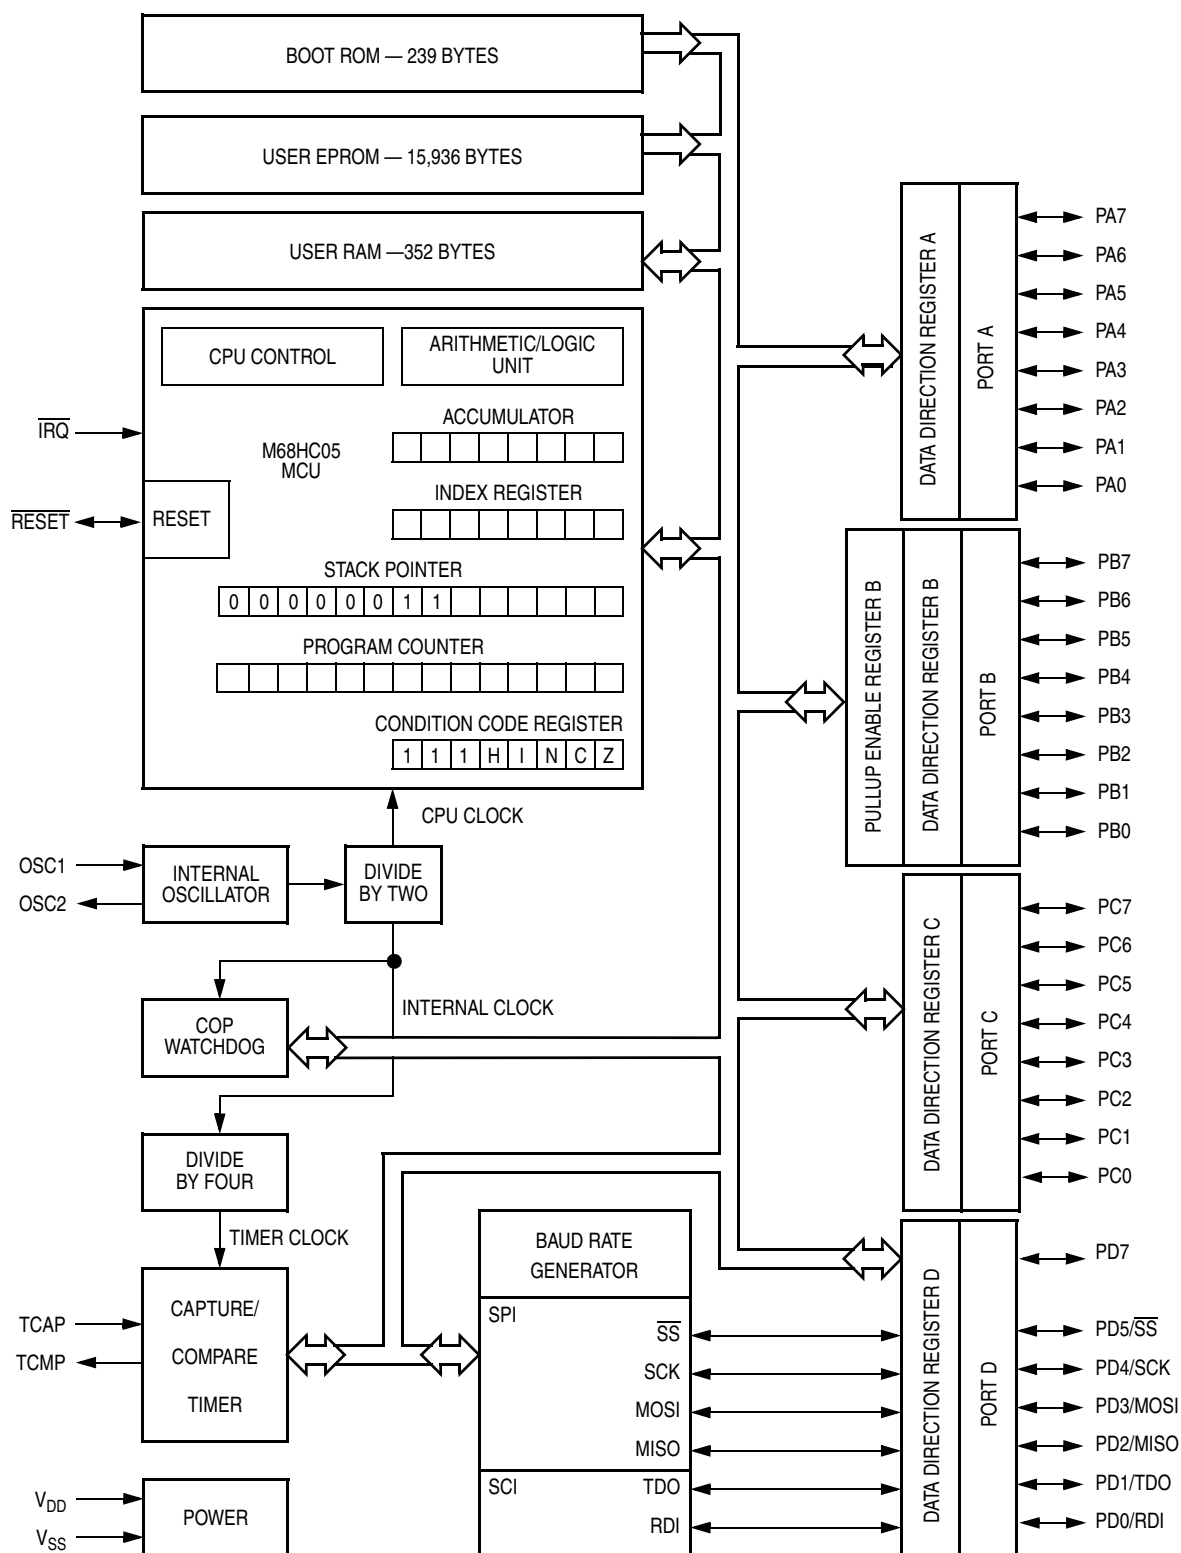 BOOT ROM — 239 BYTES
USER EPROM — 15,936 BYTES
USER RAM —352 BYTES
CPU CONTROL
ARITHMETIC/LOGIC
UNIT
ACCUMULATOR
M68HC05
MCU
INDEX REGISTER
IRQ
RESET
RESET
STACK POINTER
0 0 0 0 0 0 1 1
PROGRAM COUNTER
CONDITION CODE REGISTER
1 1 1 H I N C Z
CPU CLOCK
OSC1
OSC2
INTERNAL
OSCILLATOR
DIVIDE
BY TWO
INTERNAL CLOCK
COP
WATCHDOG
DIVIDE
BY FOUR
TIMER CLOCK
TCAP
TCMP
CAPTURE/
COMPARE
TIMER
VDD
VSS
POWER
BAUD RATE
GENERATOR
SPI
SS
SCK
MOSI
MISO
SCI
TDO
RDI
DATA DIRECTION REGISTER A
PORT A
PA7
PA6
PA5
PA4
PA3
PA2
PA1
PA0
PULLUP ENABLE REGISTER B
DATA DIRECTION REGISTER B
PORT B
PB7
PB6
PB5
PB4
PB3
PB2
PB1
PB0
DATA DIRECTION REGISTER C
PORT C
PC7
PC6
PC5
PC4
PC3
PC2
PC1
PC0
DATA DIRECTION REGISTER D
PORT D
PD7
PD5/SS
PD4/SCK
PD3/MOSI
PD2/MISO
PD1/TDO
PD0/RDI